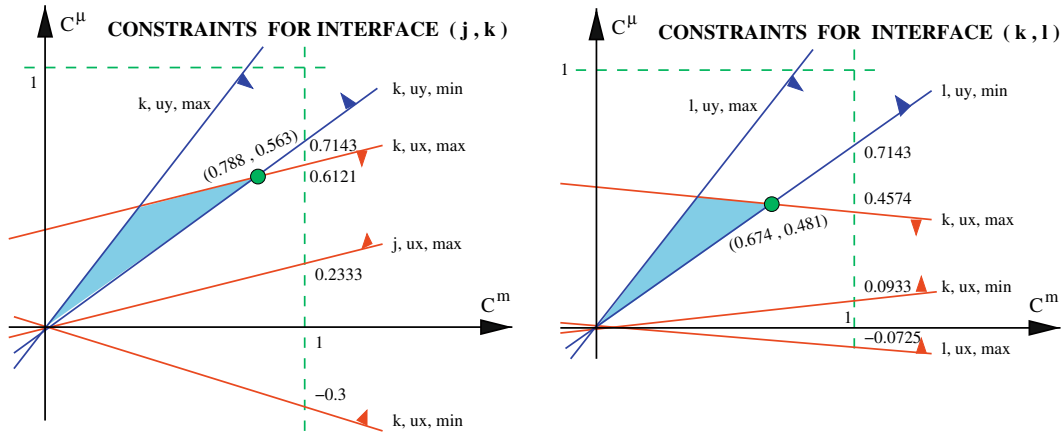 C^μ
CONSTRAINTS FOR INTERFACE ( j , k )
1
k, uy, max
k, uy, min
(0.788 , 0.563)
0.7143
k, ux, max
0.6121
j, ux, max
0.2333
C^m
1
−0.3
k, ux, min
C^μ
CONSTRAINTS FOR INTERFACE ( k , l )
1
l, uy, max
l, uy, min
0.7143
0.4574
k, ux, max
(0.674 , 0.481)
0.0933
k, ux, min
C^m
1
−0.0725
l, ux, max